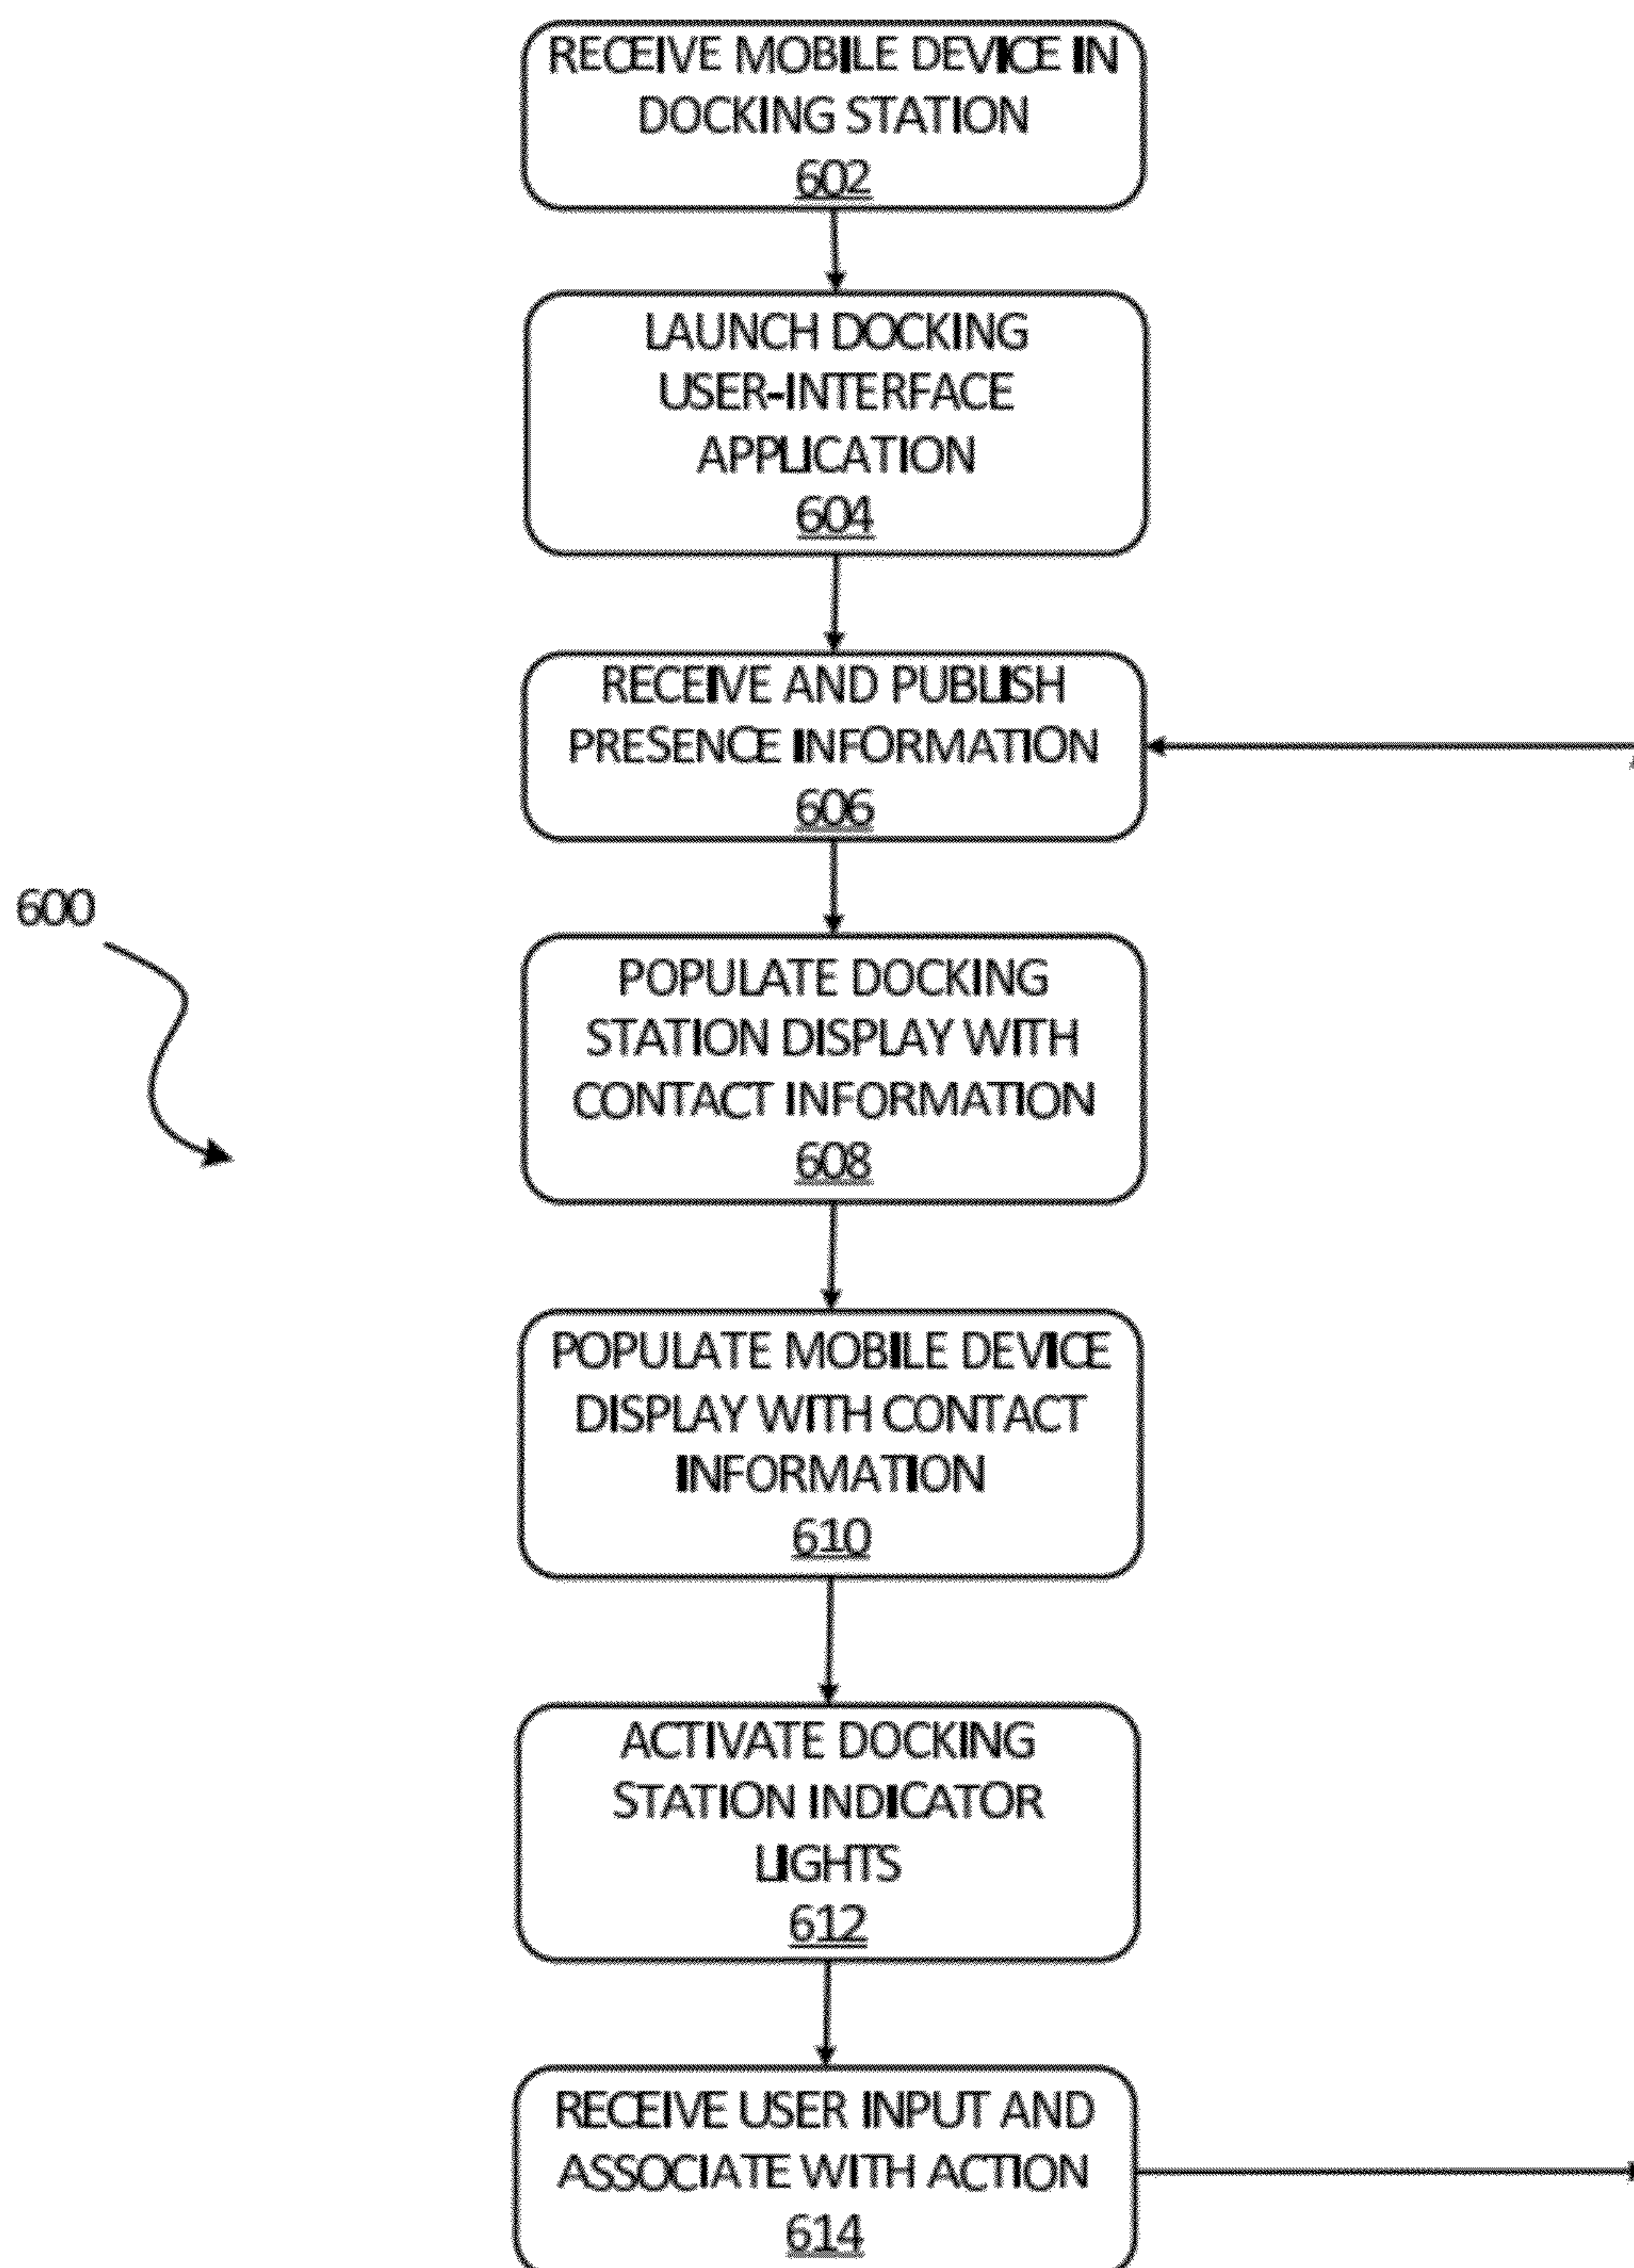 RECEIVE MOBILE DEVICE IN
DOCKING STATION
602
LAUNCH DOCKING
USER-INTERFACE
APPLICATION
604
RECEIVE AND PUBLISH
PRESENCE INFORMATION
606
600
POPULATE DOCKING
STATION DISPLAY WITH
CONTACT INFORMATION
608
POPULATE MOBILE DEVICE
DISPLAY WITH CONTACT
INFORMATION
610
ACTIVATE DOCKING
STATION INDICATOR
LIGHTS
612
RECEIVE USER INPUT AND
ASSOCIATE WITH ACTION
614